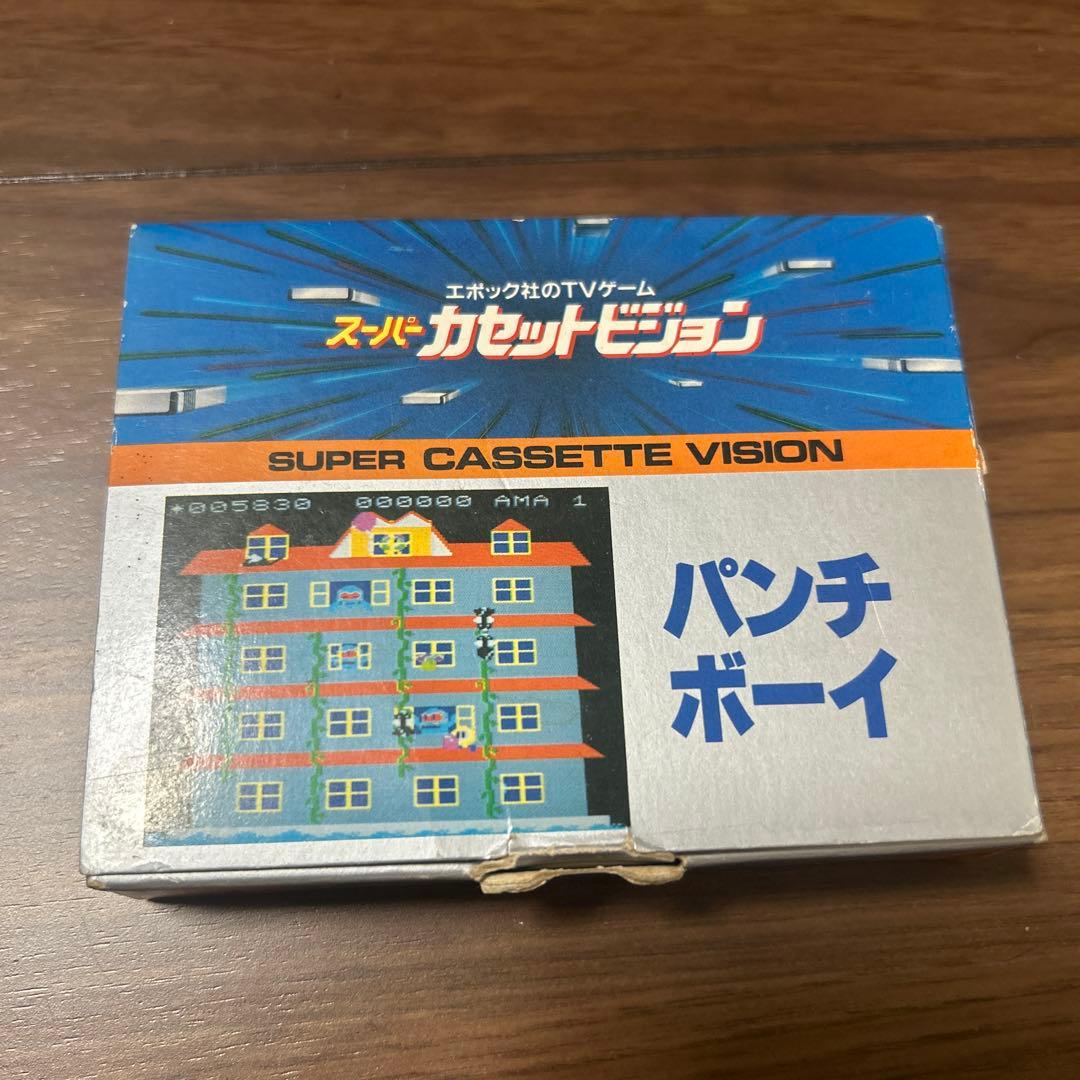 エポック社のTVゲーム
スーパー カセットビジョン
SUPER CASSETTE VISION
*005830 000000 AMA 1
パンチ
ボーイ